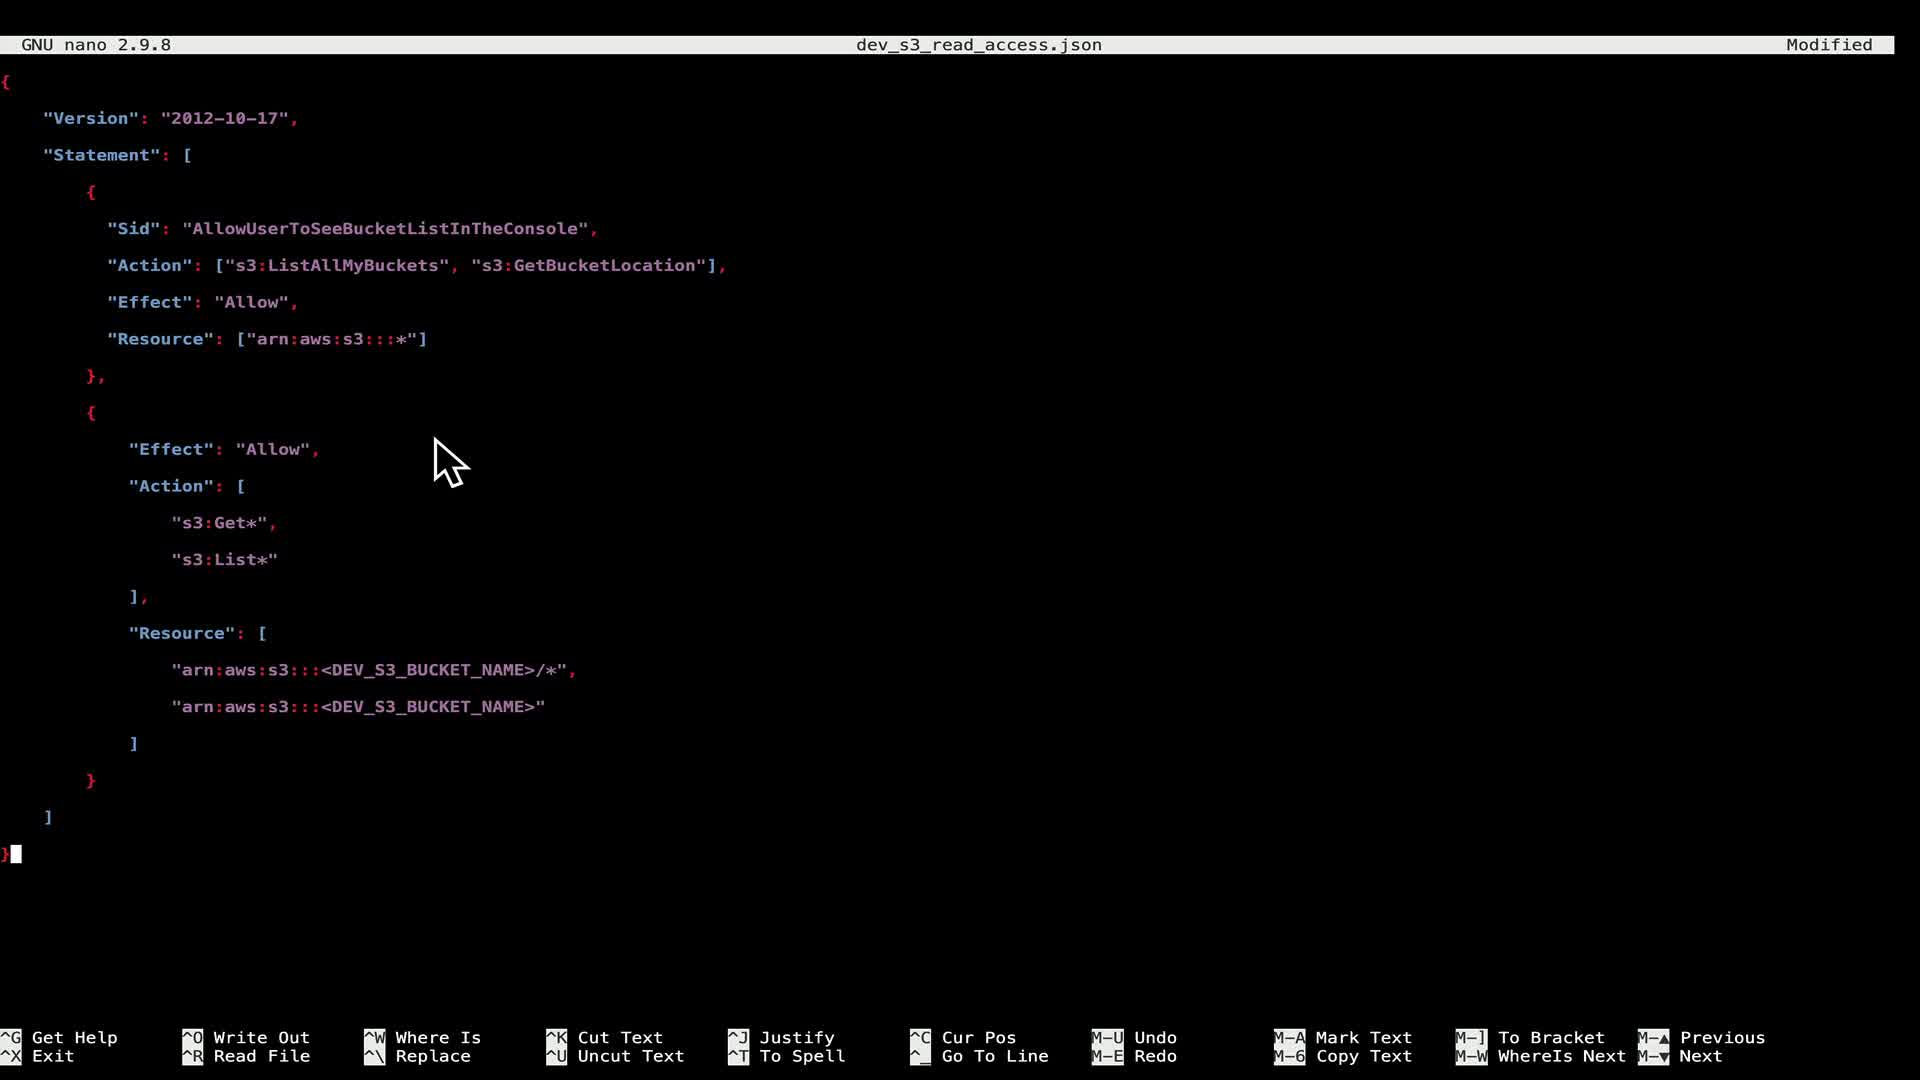 GNU nano 2.9.8 dev_s3_read_access.json Modified
{
    "Version": "2012-10-17",
    "Statement": [
        {
          "Sid": "AllowUserToSeeBucketListInTheConsole",
          "Action": ["s3:ListAllMyBuckets", "s3:GetBucketLocation"],
          "Effect": "Allow",
          "Resource": ["arn:aws:s3:::*"]
        },
        {
            "Effect": "Allow",
            "Action": [
                "s3:Get*",
                "s3:List*"
            ],
            "Resource": [
                "arn:aws:s3:::<DEV_S3_BUCKET_NAME>/*",
                "arn:aws:s3:::<DEV_S3_BUCKET_NAME>"
            ]
        }
    ]
}
^G Get Help ^O Write Out ^W Where Is ^K Cut Text ^J Justify ^C Cur Pos M-U Undo M-A Mark Text M-] To Bracket M-▲ Previous
^X Exit ^R Read File ^\ Replace ^U Uncut Text ^T To Spell ^_ Go To Line M-E Redo M-6 Copy Text M-W WhereIs Next M-▼ Next